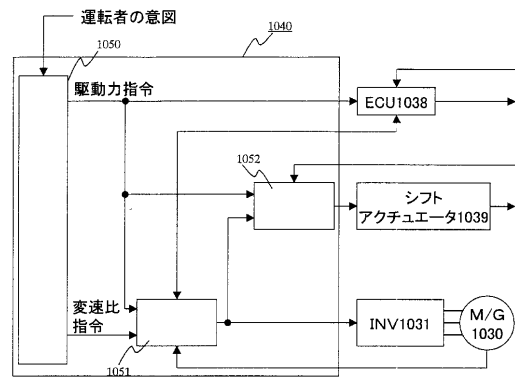 運転者の意図
1040
1050
駆動力指令
ECU1038
1052
シフト
アクチュエータ1039
変速比
指令
INV1031
M/G
1030
1051